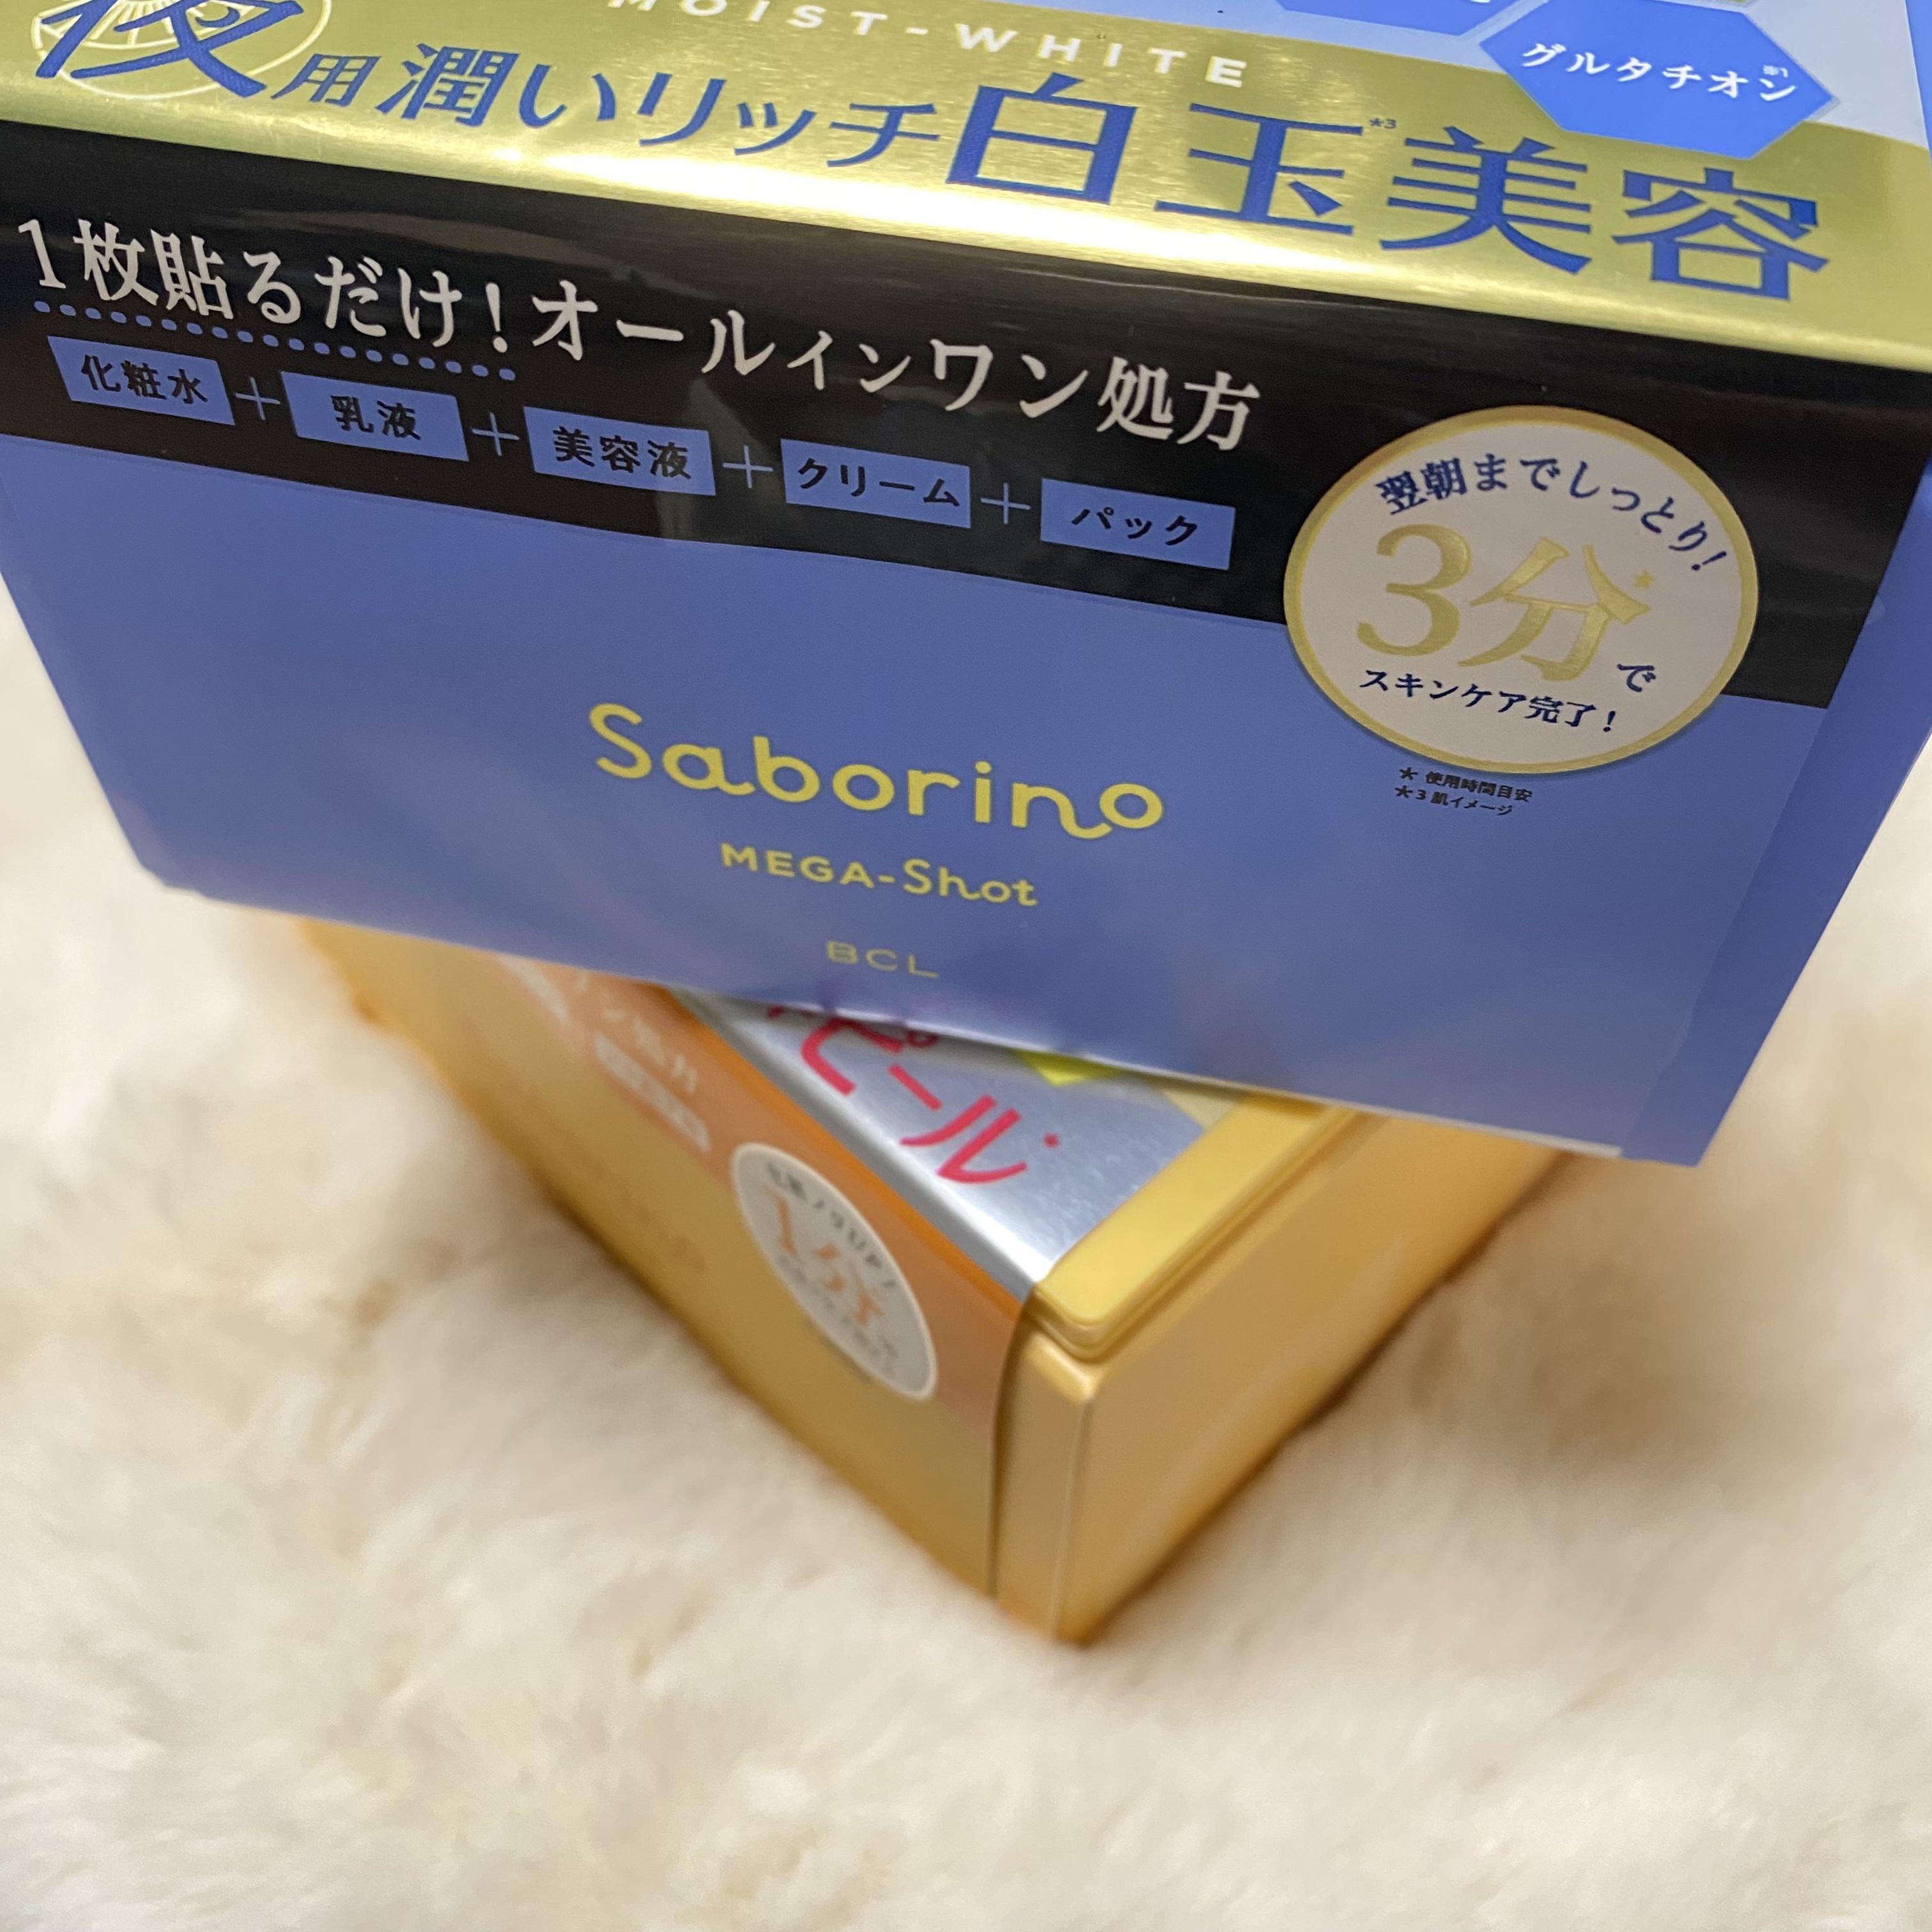 MOIST-WHITE
グルタチオン※1
夜用潤いリッチ白玉*3美容
1枚貼るだけ!オールインワン処方
化粧水+乳液+美容液+クリーム+パック
翌朝までしっとり!
3分で
スキンケア完了!
* 使用時間目安
*3 肌イメージ
Saborino
MEGA-Shot
BCL
ピール
1分